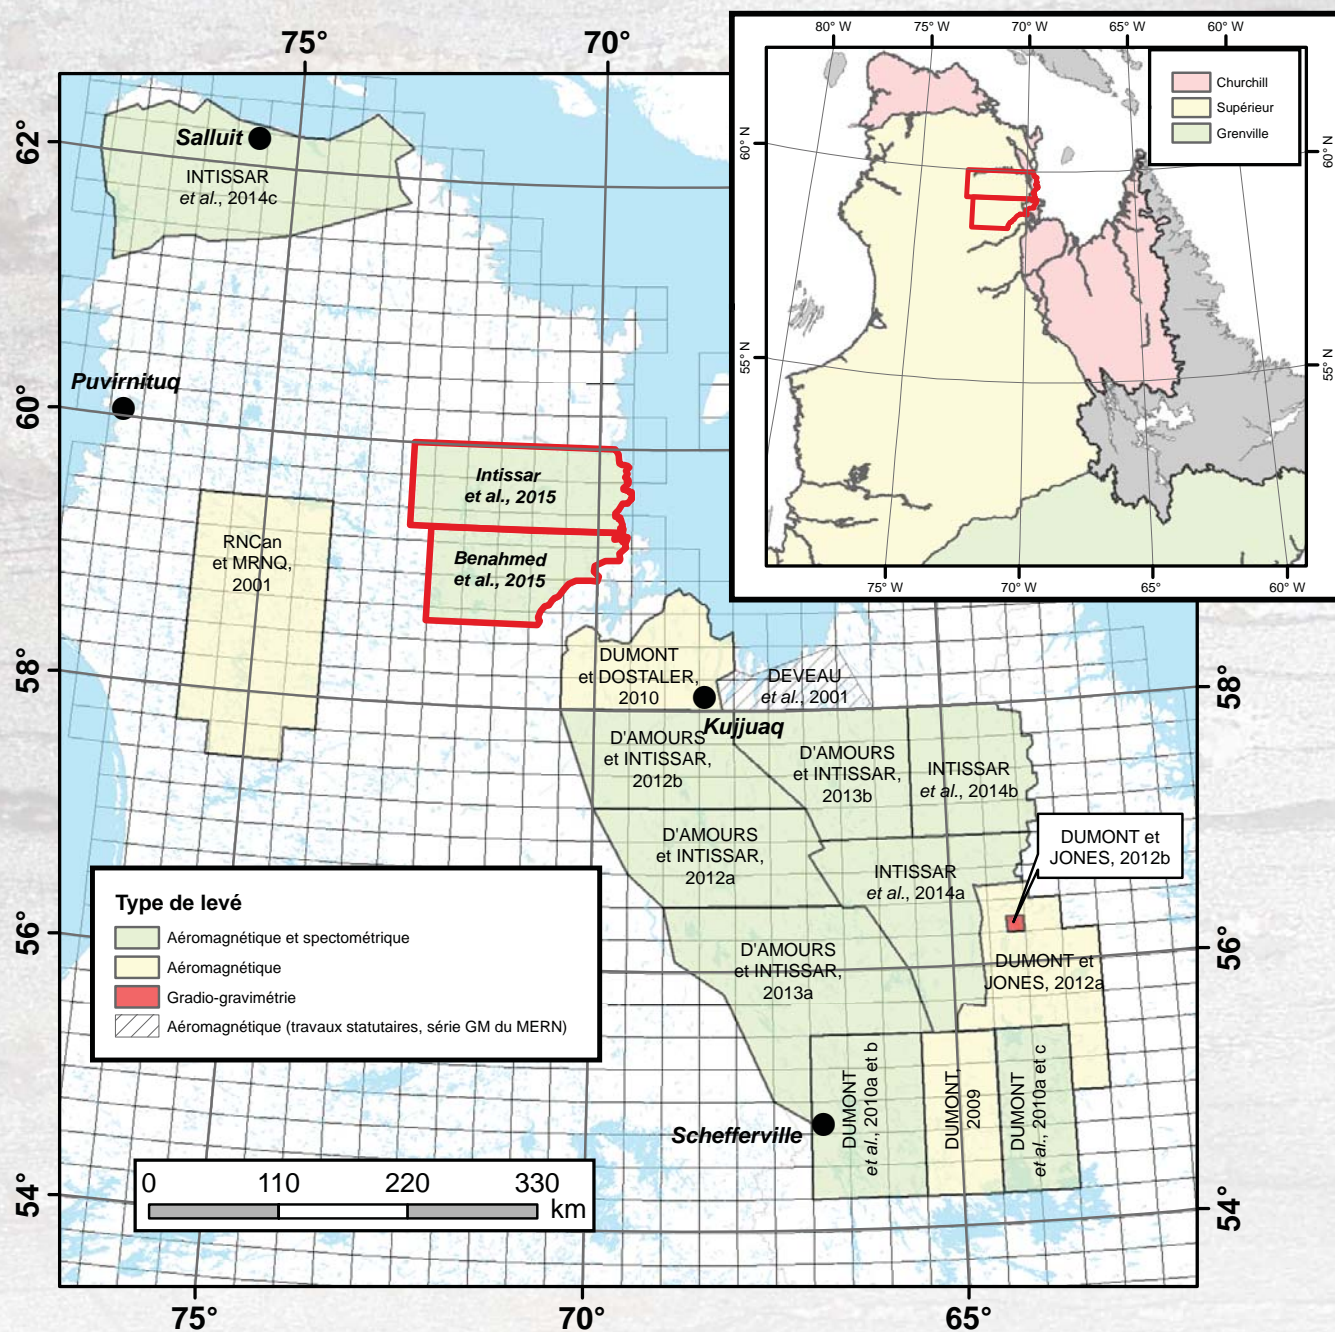 75°
70°
80° W
75° W
70° W
65° W
60° W
Churchill
Supérieur
Grenville
60° N
55° N
60° N
55° N
75° W
70° W
65° W
60° W
62°
60°
58°
56°
54°
58°
56°
54°
Salluit
INTISSAR
et al., 2014c
Puvirnituq
Intissar
et al., 2015
Benahmed
et al., 2015
RNCan
et MRNQ,
2001
DUMONT
et DOSTALER,
2010
DEVEAU
et al., 2001
Kujjuaq
D'AMOURS
et INTISSAR,
2012b
D'AMOURS
et INTISSAR,
2013b
INTISSAR
et al., 2014b
D'AMOURS
et INTISSAR,
2012a
INTISSAR
et al., 2014a
DUMONT et
JONES, 2012b
D'AMOURS
et INTISSAR,
2013a
DUMONT et
JONES, 2012a
DUMONT
et al., 2010a et b
DUMONT,
2009
DUMONT
et al., 2010a et c
Schefferville
Type de levé
Aéromagnétique et spectométrique
Aéromagnétique
Gradio-gravimétrie
Aéromagnétique (travaux statutaires, série GM du MERN)
0 110 220 330
km
75°
70°
65°